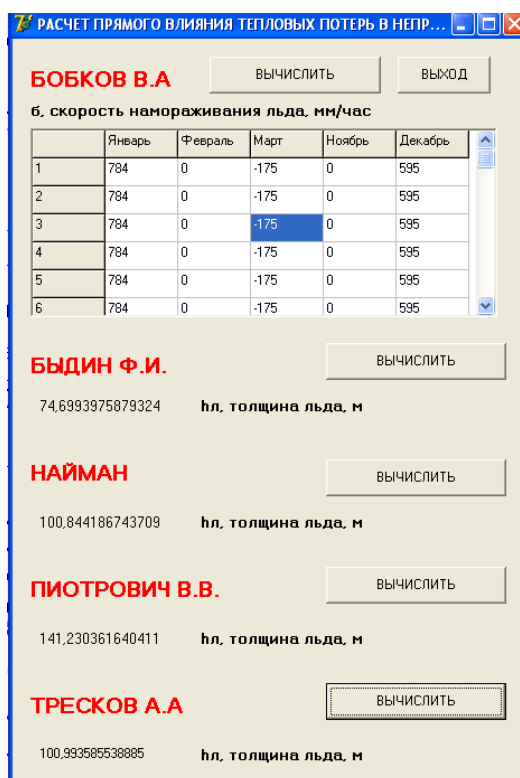 РАСЧЕТ ПРЯМОГО ВЛИЯНИЯ ТЕПЛОВЫХ ПОТЕРЬ В НЕПР...
БОБКОВ В.А ВЫЧИСЛИТЬ ВЫХОД
б, скорость намораживания льда, мм/час
Январь Февраль Март Ноябрь Декабрь
1 784 0 -175 0 595
2 784 0 -175 0 595
3 784 0 -175 0 595
4 784 0 -175 0 595
5 784 0 -175 0 595
6 784 0 -175 0 595
БЫДИН Ф.И. ВЫЧИСЛИТЬ
74,6993975879324 hл, толщина льда, м
НАЙМАН ВЫЧИСЛИТЬ
100,844186743709 hл, толщина льда, м
ПИОТРОВИЧ В.В. ВЫЧИСЛИТЬ
141,230361640411 hл, толщина льда, м
ТРЕСКОВ А.А ВЫЧИСЛИТЬ
100,993585538885 hл, толщина льда, м